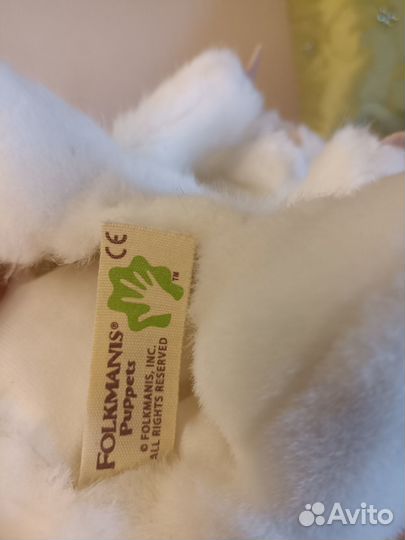 CE
FOLKMANIS®
Puppets
© FOLKMANIS, INC.
ALL RIGHTS RESERVED
TM
Avito